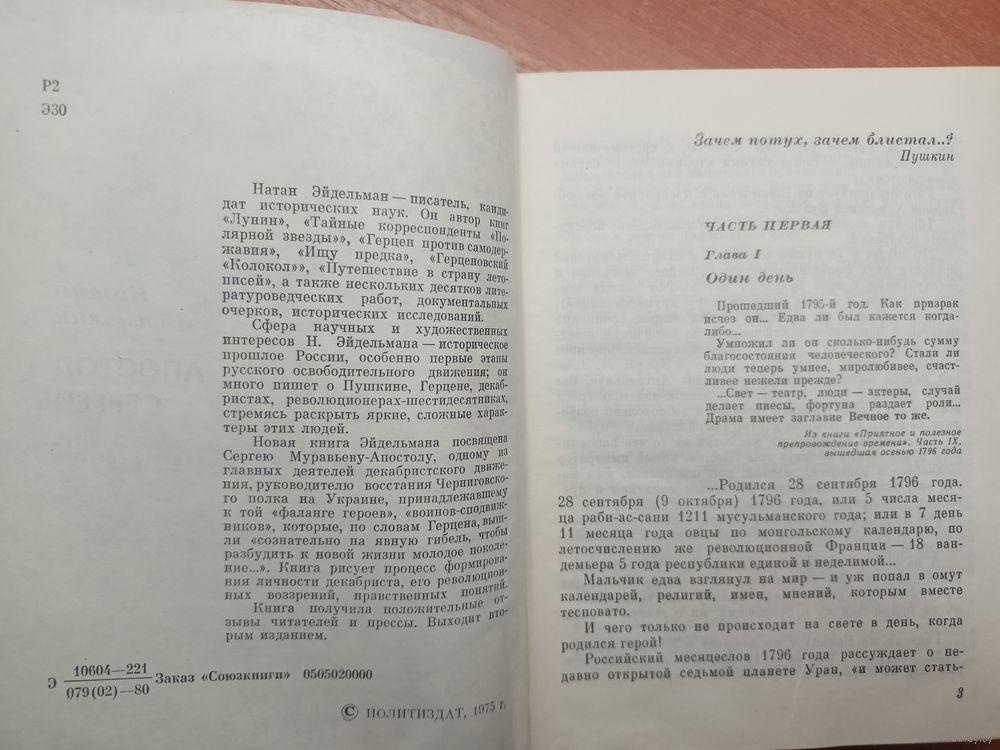 Р2
Э30
Натан Эйдельман — писатель, канди-
дат исторических наук. Он автор книг
«Лунин», «Тайные корреспонденты «По-
лярной звезды»», «Герцен против самодер-
жавия», «Ищу предка», «Герценовский
«Колокол»», «Путешествие в страну лето-
писей», а также нескольких десятков лите-
ратуроведческих работ, документальных
очерков, исторических исследований.
Сфера научных и художественных
интересов Н. Эйдельмана — историческое
прошлое России, особенно первые этапы
русского освободительного движения; он
много пишет о Пушкине, Герцене, декаб-
ристах, революционерах-шестидесятниках,
стремясь раскрыть яркие, сложные харак-
теры этих людей.
Новая книга Эйдельмана посвящена
Сергею Муравьеву-Апостолу, одному из
главных деятелей декабристского движе-
ния, руководителю восстания Черниговско-
го полка на Украине, принадлежавшему
к той «фаланге героев», «воинов-сподвиж-
ников», которые, по словам Герцена, выш-
ли «сознательно на явную гибель, чтобы
разбудить к новой жизни молодое поколе-
ние...». Книга рисует процесс формирова-
ния личности декабриста, его революцион-
ных воззрений, нравственных понятий.
Книга получила положительные от-
зывы читателей и прессы. Выходит вто-
рым изданием.
Э 10604—221
079(02)—80 Заказ «Союзкниги» 0505020000
© ПОЛИТИЗДАТ, 1975 г.
Зачем потух, зачем блистал..?
Пушкин
ЧАСТЬ ПЕРВАЯ
Глава I
Один день
Прошедший 1795-й год. Как призрак
исчез он... Едва ли был кажется когда-
либо...
Умножил ли он сколько-нибудь сумму
благосостояния человеческого? Стали ли
люди теперь умнее, миролюбивее, счаст-
ливее нежели прежде?
...Свет — театр, люди — актеры, случай
делает пиесы, фортуна раздает роли...
Драма имеет заглавие Вечное то же.
Из книги «Приятное и полезное
препровождение времени». Часть IX,
вышедшая осенью 1796 года
...Родился 28 сентября 1796 года.
28 сентября (9 октября) 1796 года, или 5 числа меся-
ца раби-ас-сани 1211 мусульманского года; или в 7 день
11 месяца года овцы по монгольскому календарю, по
летосчислению же революционной Франции — 18 ван-
демьера 5 года республики единой и неделимой...
Мальчик едва взглянул на мир — и уж попал в омут
календарей, религий, имен, мнений, которым вместе
тесновато.
И чего только не происходит на свете в день, когда
родился герой!
Российский месяцеслов 1796 года рассуждает о не-
давно открытой седьмой планете Уран, «и может стать-
3